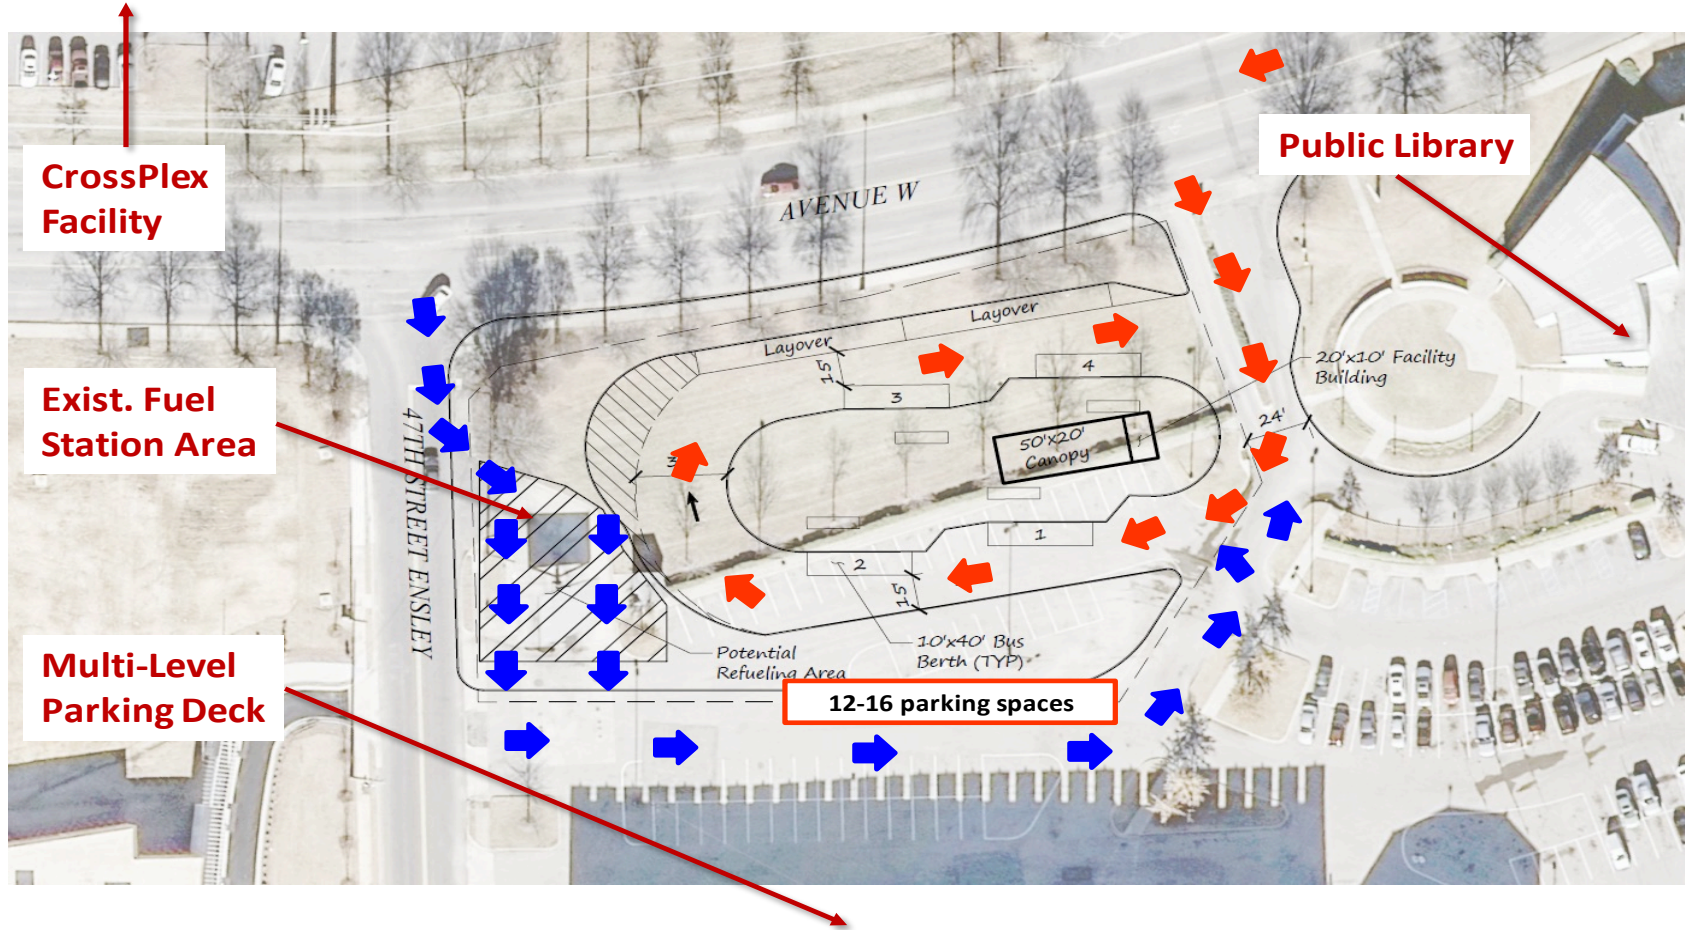 CrossPlex
Facility
Public Library
AVENUE W
Layover
Layover
15'
3
4
20'x10' Facility
Building
24'
Exist. Fuel
Station Area
47TH STREET ENSLEY
50'x20'
Canopy
1
2
15'
10'x40' Bus
Berth (TYP)
Potential
Refueling Area
Multi-Level
Parking Deck
12-16 parking spaces